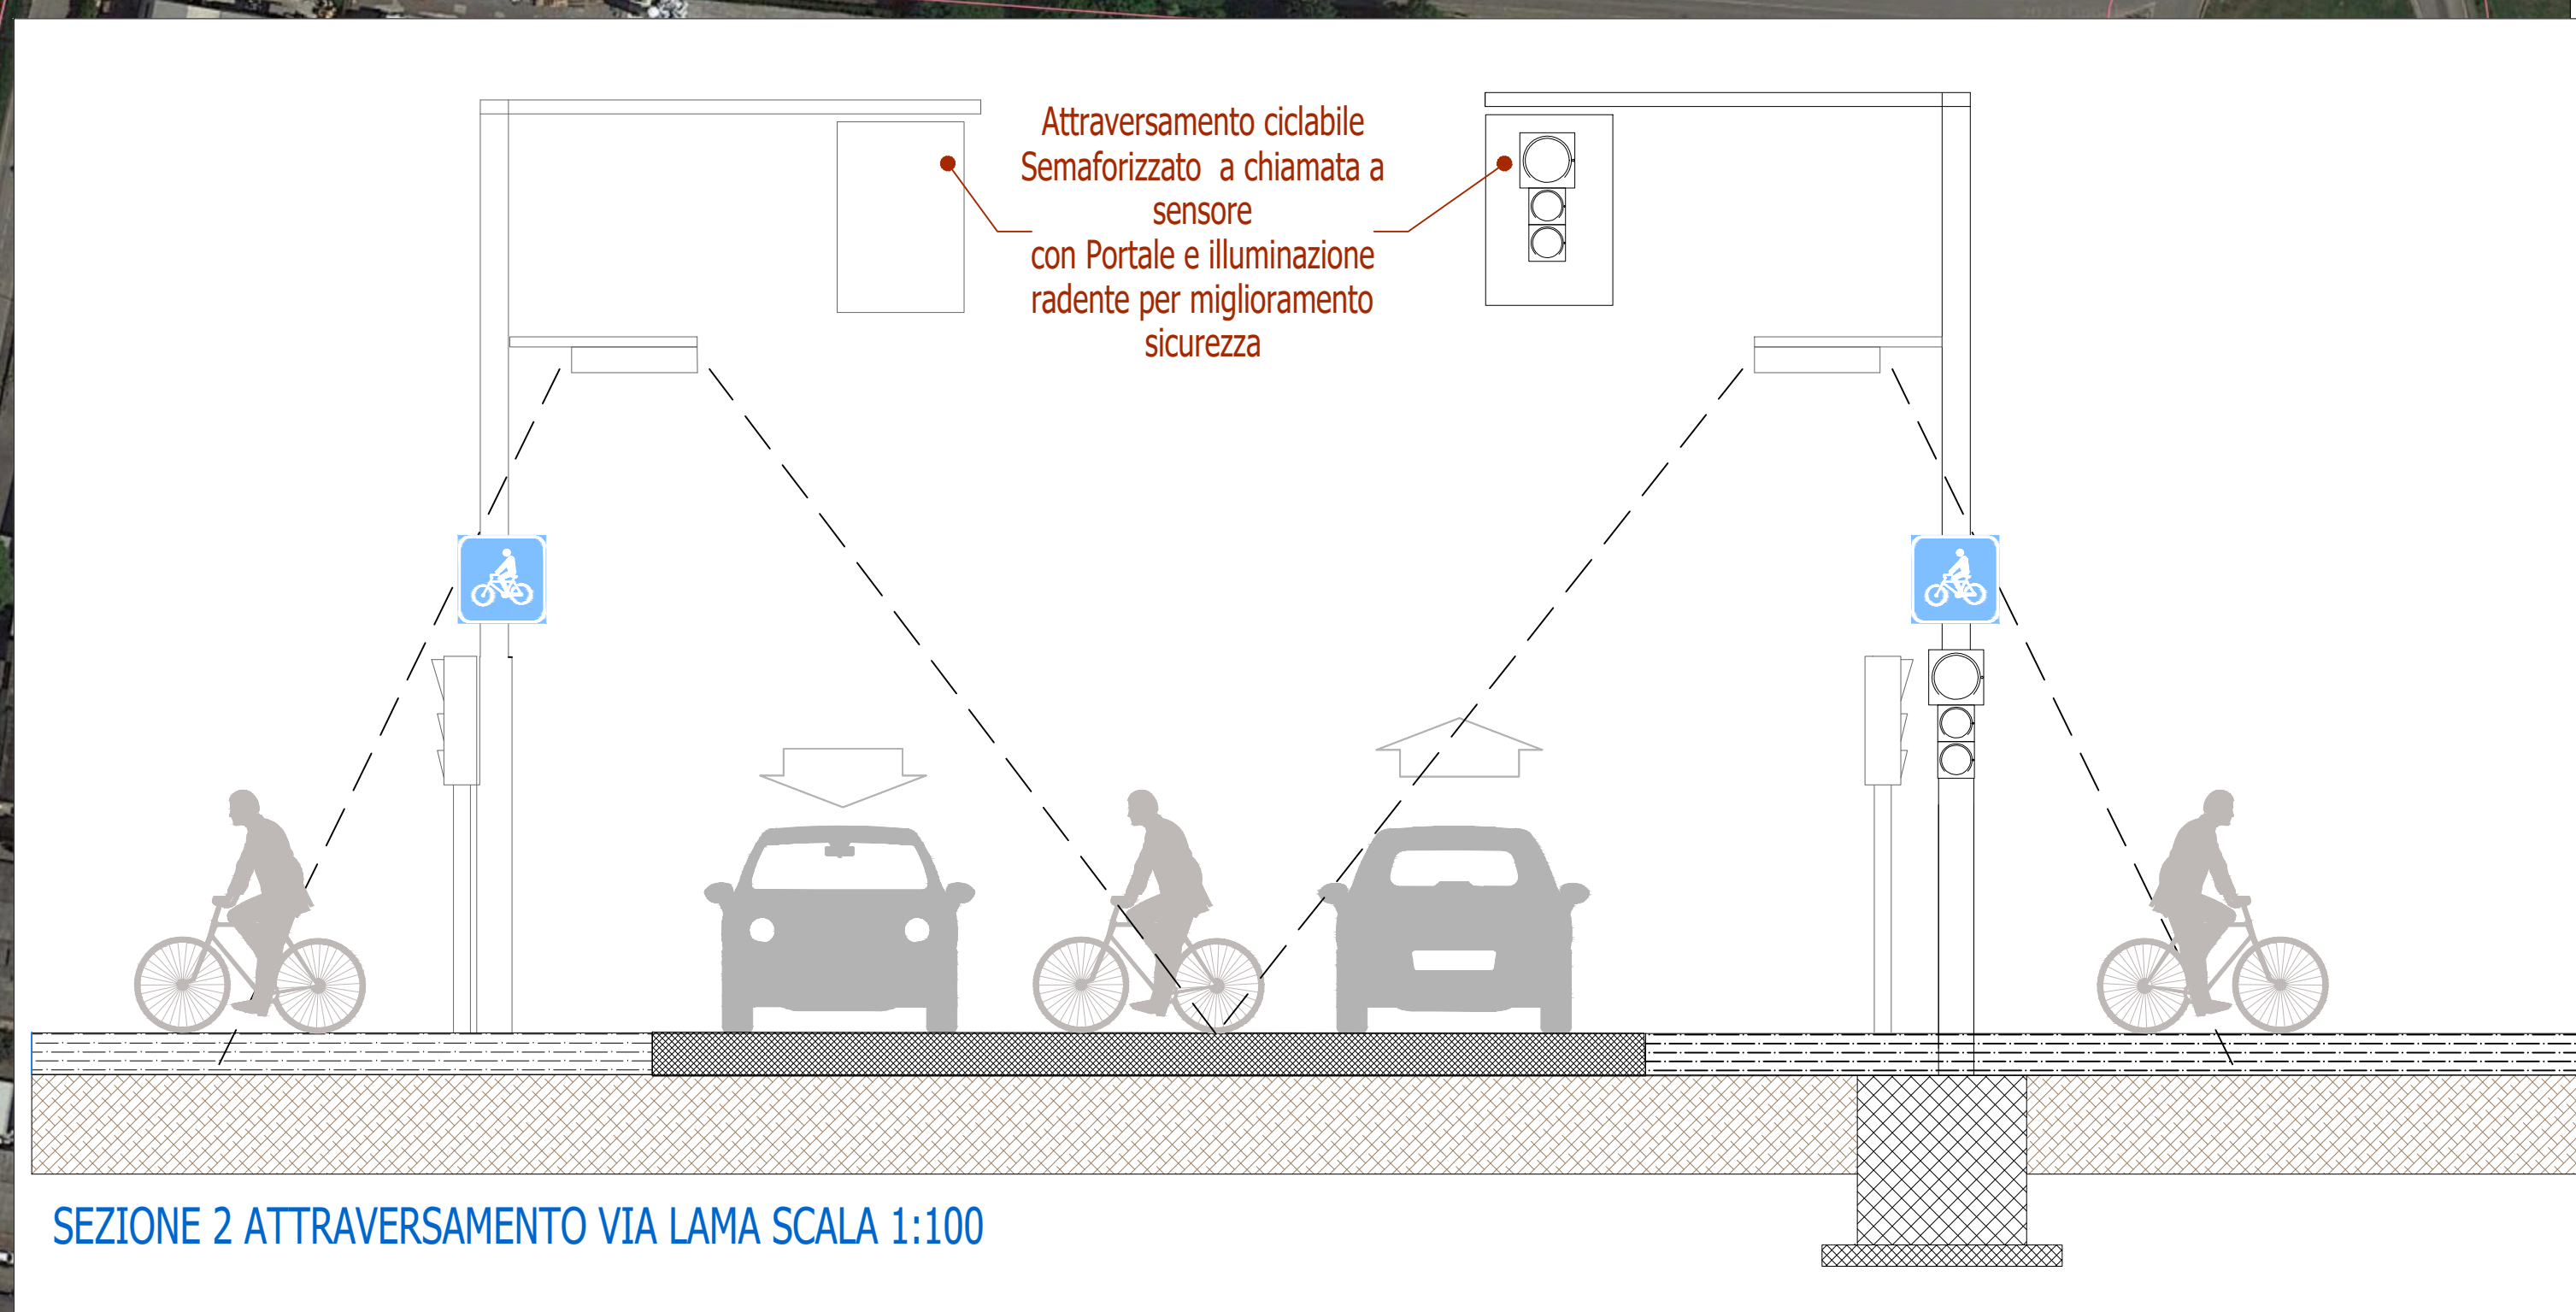 Attraversamento ciclabile
Semaforizzato a chiamata a
sensore
con Portale e illuminazione
radente per miglioramento
sicurezza
SEZIONE 2 ATTRAVERSAMENTO VIA LAMA SCALA 1:100